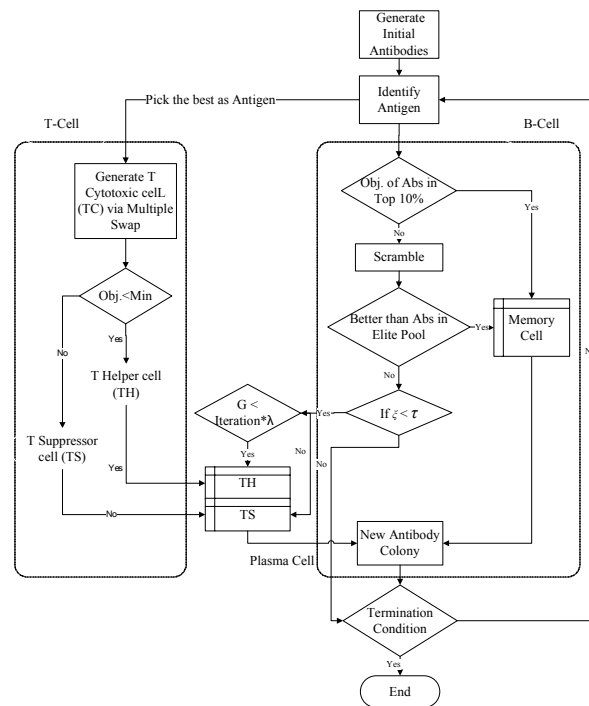 Generate
Initial
Antibodies
Pick the best as Antigen
Identify
Antigen
T-Cell
B-Cell
Generate T
Cytotoxic celL
(TC) via Multiple
Swap
Obj. of Abs in
Top 10%
Yes
No
Scramble
Obj.<Min
Better than Abs in
Elite Pool
Yes
Memory
Cell
No
Yes
No
N
T Helper cell
(TH)
G <
Iteration*λ
Yes
If ξ < τ
T Suppressor
cell (TS)
Yes
Yes
No
No
TH
No
TS
New Antibody
Colony
Plasma Cell
Termination
Condition
Yes
End